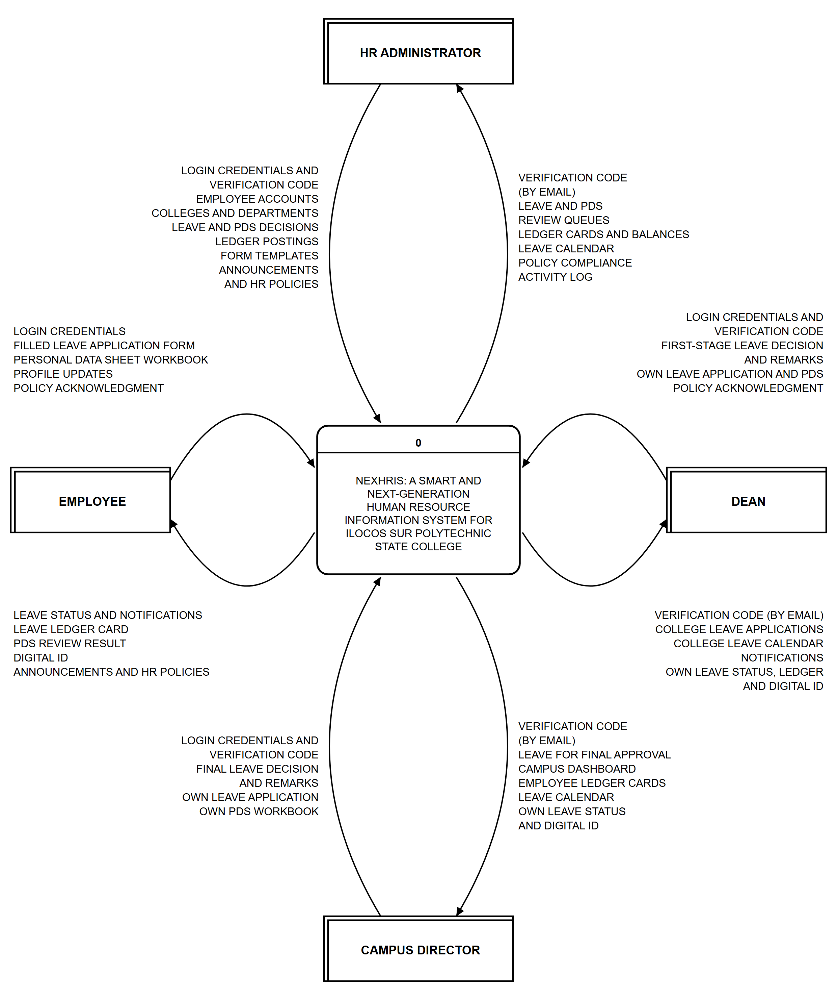 HR ADMINISTRATOR
LOGIN CREDENTIALS AND
VERIFICATION CODE
EMPLOYEE ACCOUNTS
COLLEGES AND DEPARTMENTS
LEAVE AND PDS DECISIONS
LEDGER POSTINGS
FORM TEMPLATES
ANNOUNCEMENTS
AND HR POLICIES
VERIFICATION CODE
(BY EMAIL)
LEAVE AND PDS
REVIEW QUEUES
LEDGER CARDS AND BALANCES
LEAVE CALENDAR
POLICY COMPLIANCE
ACTIVITY LOG
LOGIN CREDENTIALS
FILLED LEAVE APPLICATION FORM
PERSONAL DATA SHEET WORKBOOK
PROFILE UPDATES
POLICY ACKNOWLEDGMENT
LOGIN CREDENTIALS AND
VERIFICATION CODE
FIRST-STAGE LEAVE DECISION
AND REMARKS
OWN LEAVE APPLICATION AND PDS
POLICY ACKNOWLEDGMENT
EMPLOYEE
0
NEXHRIS: A SMART AND
NEXT-GENERATION
HUMAN RESOURCE
INFORMATION SYSTEM FOR
ILOCOS SUR POLYTECHNIC
STATE COLLEGE
DEAN
LEAVE STATUS AND NOTIFICATIONS
LEAVE LEDGER CARD
PDS REVIEW RESULT
DIGITAL ID
ANNOUNCEMENTS AND HR POLICIES
VERIFICATION CODE (BY EMAIL)
COLLEGE LEAVE APPLICATIONS
COLLEGE LEAVE CALENDAR
NOTIFICATIONS
OWN LEAVE STATUS, LEDGER
AND DIGITAL ID
LOGIN CREDENTIALS AND
VERIFICATION CODE
FINAL LEAVE DECISION
AND REMARKS
OWN LEAVE APPLICATION
OWN PDS WORKBOOK
VERIFICATION CODE
(BY EMAIL)
LEAVE FOR FINAL APPROVAL
CAMPUS DASHBOARD
EMPLOYEE LEDGER CARDS
LEAVE CALENDAR
OWN LEAVE STATUS
AND DIGITAL ID
CAMPUS DIRECTOR